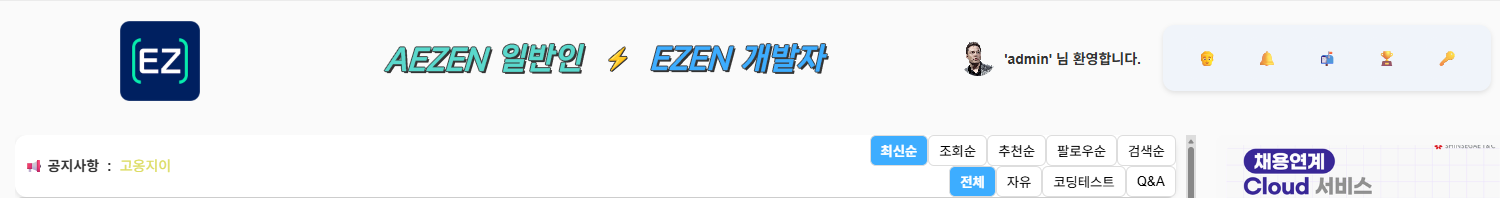 [EZ]
AEZEN 일반인 ⚡ EZEN 개발자
'admin' 님 환영합니다.
공지사항 : 고옹지이
최신순 조회순 추천순 팔로우순 검색순
전체 자유 코딩테스트 Q&A
채용연계
Cloud 서비스